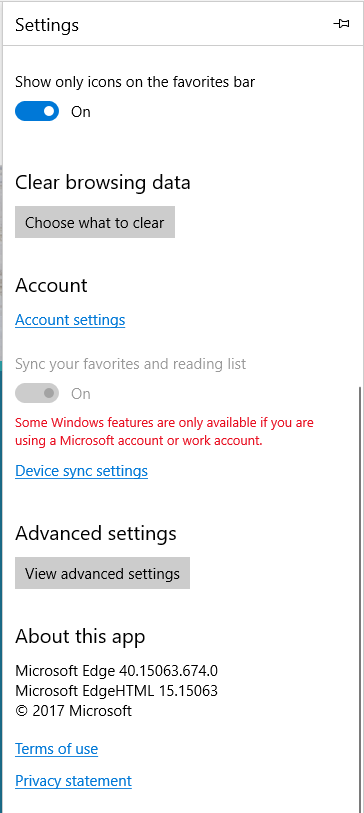 Settings
Show only icons on the favorites bar
On
Clear browsing data
Choose what to clear
Account
Account settings
Sync your favorites and reading list
On
Some Windows features are only available if you are
using a Microsoft account or work account.
Device sync settings
Advanced settings
View advanced settings
About this app
Microsoft Edge 40.15063.674.0
Microsoft EdgeHTML 15.15063
© 2017 Microsoft
Terms of use
Privacy statement